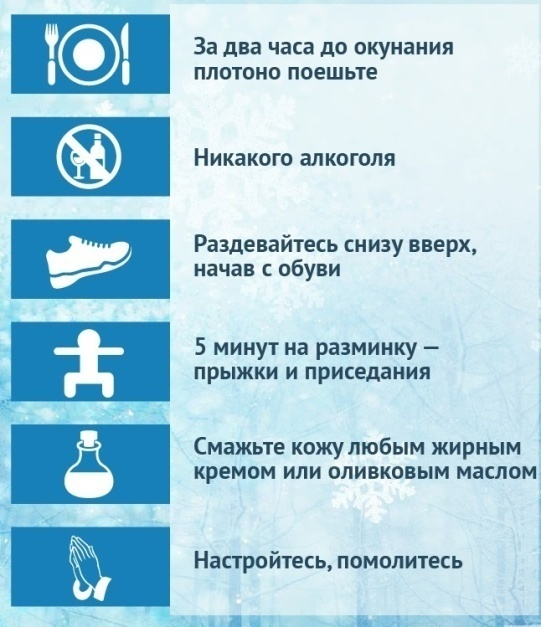 За два часа до окунания
плотоно поешьте
Никакого алкоголя
Раздевайтесь снизу вверх,
начав с обуви
5 минут на разминку —
прыжки и приседания
Смажьте кожу любым жирным
кремом или оливковым маслом
Настройтесь, помолитесь